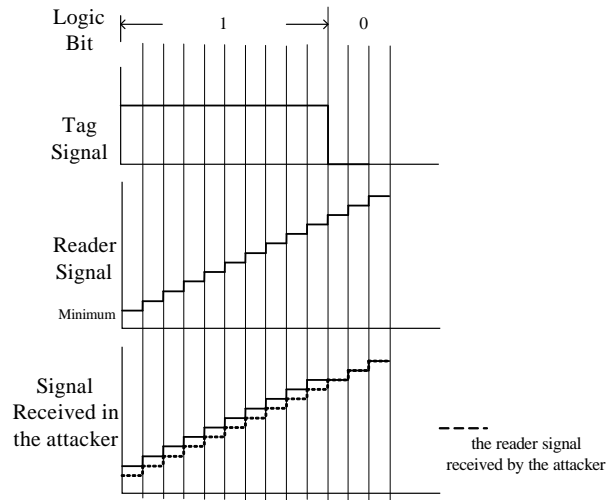 Logic
Bit
1
0
Tag
Signal
Reader
Signal
Minimum
Signal
Received in
the attacker
the reader signal
received by the attacker